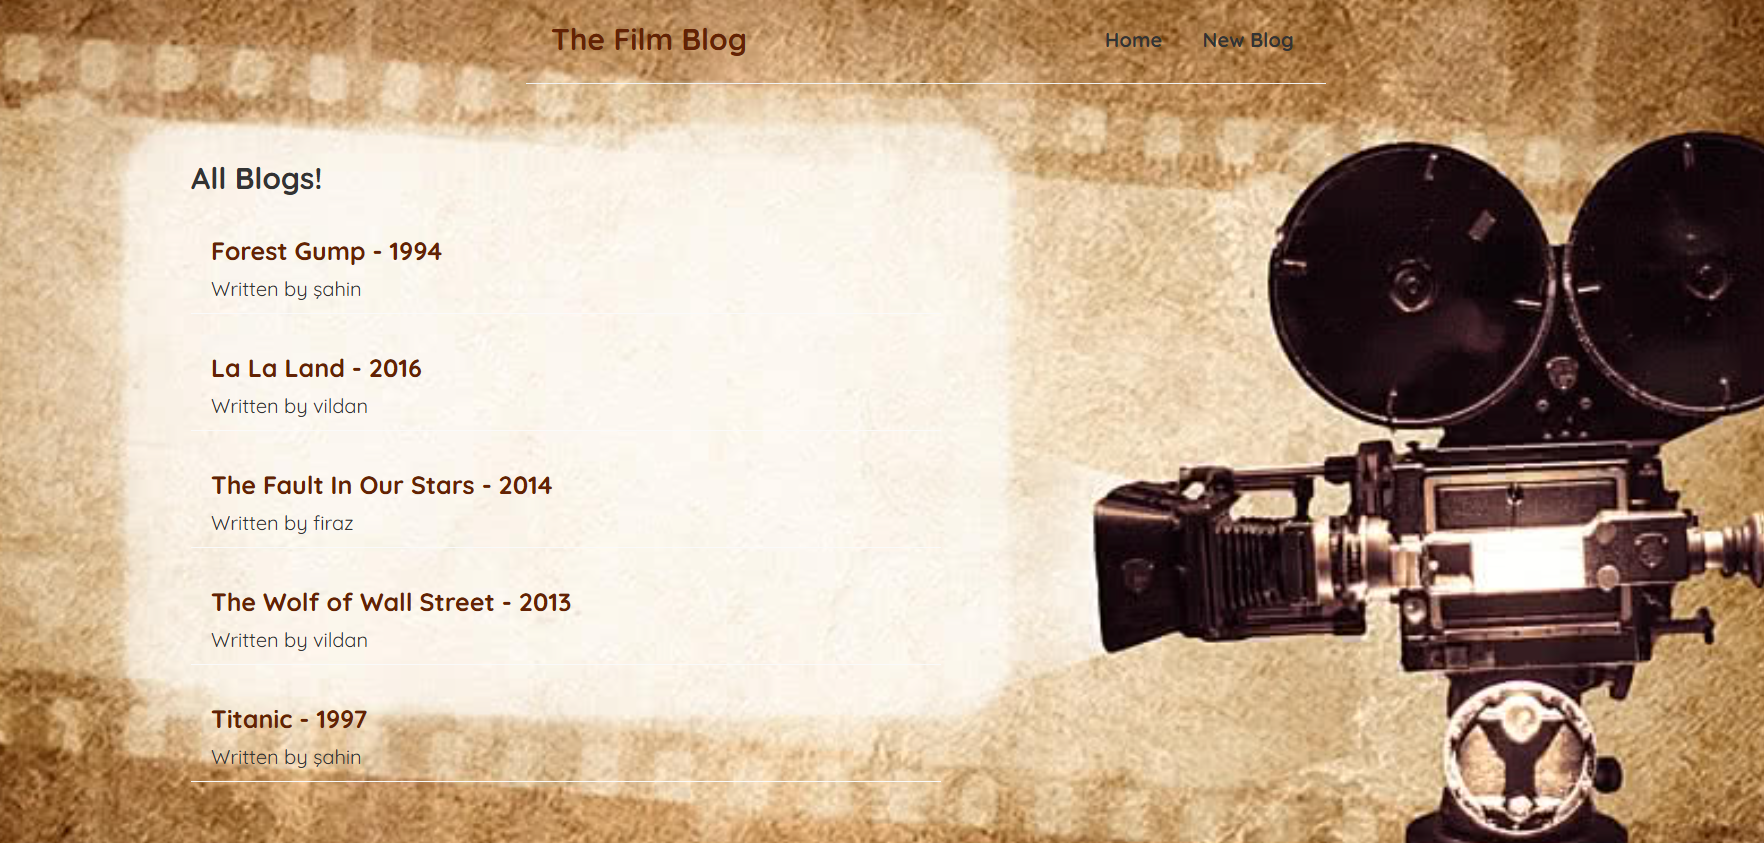 The Film Blog
Home New Blog
All Blogs!
Forest Gump - 1994
Written by şahin
La La Land - 2016
Written by vildan
The Fault In Our Stars - 2014
Written by firaz
The Wolf of Wall Street - 2013
Written by vildan
Titanic - 1997
Written by şahin